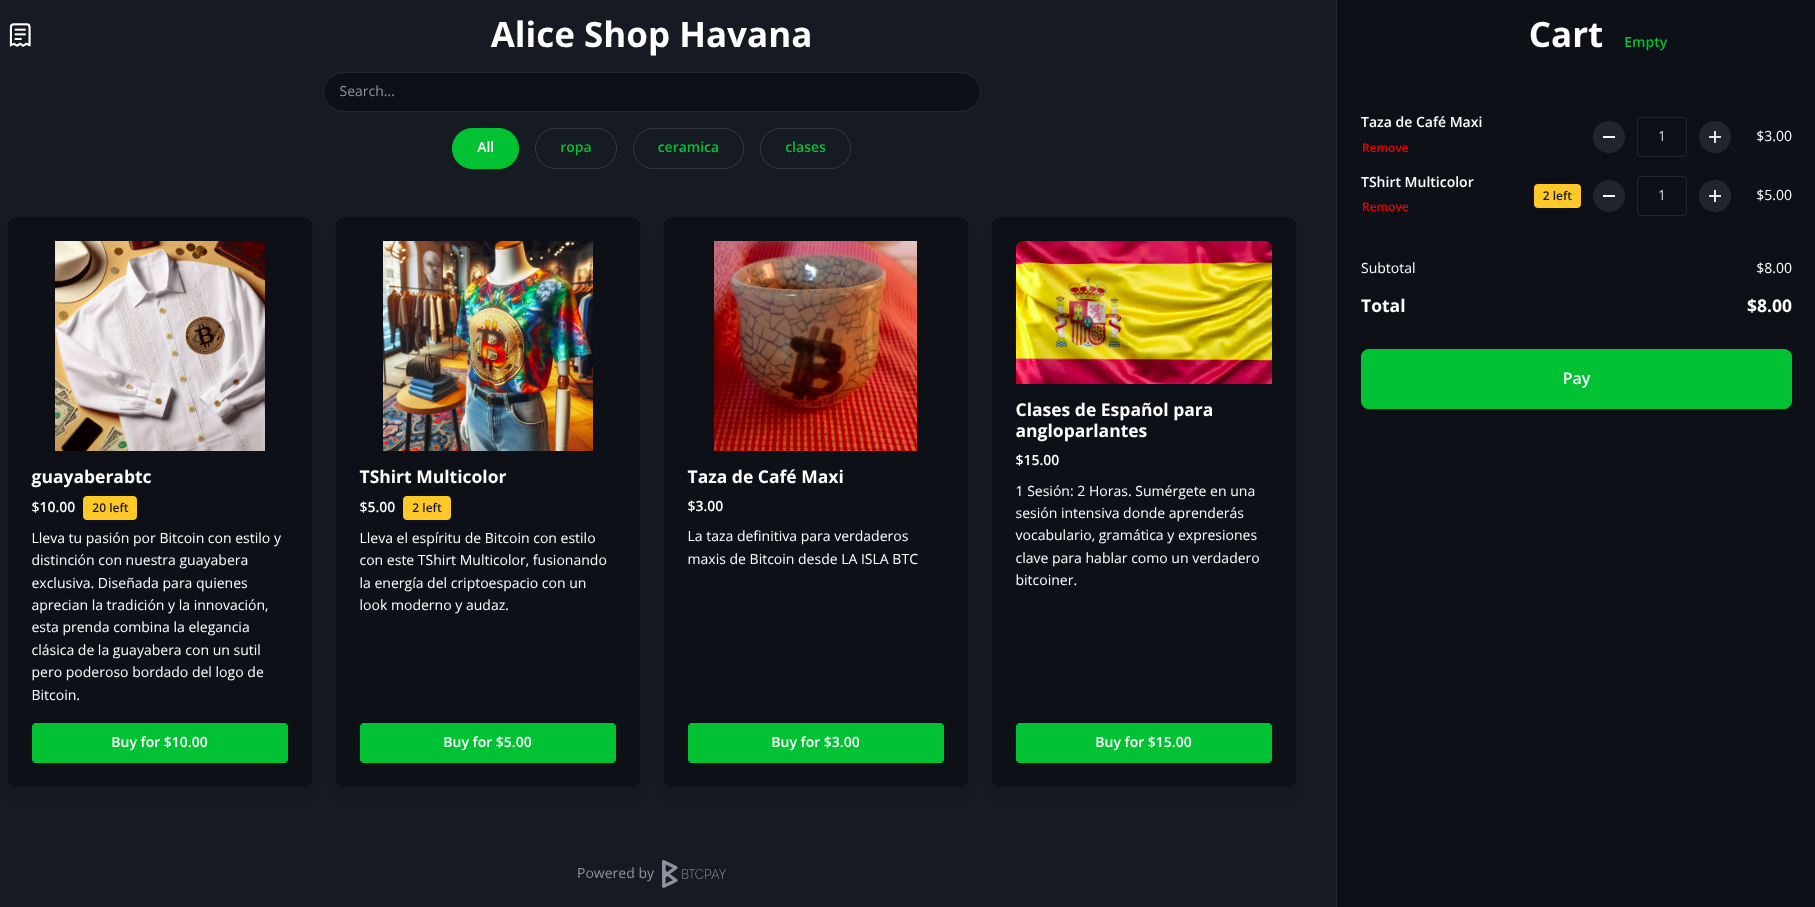 Alice Shop Havana
Search...
All
ropa
ceramica
clases
guayaberabtc
$10.00 20 left
Lleva tu pasión por Bitcoin con estilo y
distinción con nuestra guayabera
exclusiva. Diseñada para quienes
aprecian la tradición y la innovación,
esta prenda combina la elegancia
clásica de la guayabera con un sutil
pero poderoso bordado del logo de
Bitcoin.
Buy for $10.00
TShirt Multicolor
$5.00 2 left
Lleva el espíritu de Bitcoin con estilo
con este TShirt Multicolor, fusionando
la energía del criptoespacio con un
look moderno y audaz.
Buy for $5.00
Taza de Café Maxi
$3.00
La taza definitiva para verdaderos
maxis de Bitcoin desde LA ISLA BTC
Buy for $3.00
Clases de Español para
angloparlantes
$15.00
1 Sesión: 2 Horas. Sumérgete en una
sesión intensiva donde aprenderás
vocabulario, gramática y expresiones
clave para hablar como un verdadero
bitcoiner.
Buy for $15.00
Powered by BTCPAY
Cart Empty
Taza de Café Maxi
Remove
1
$3.00
TShirt Multicolor
Remove
2 left
1
$5.00
Subtotal $8.00
Total $8.00
Pay